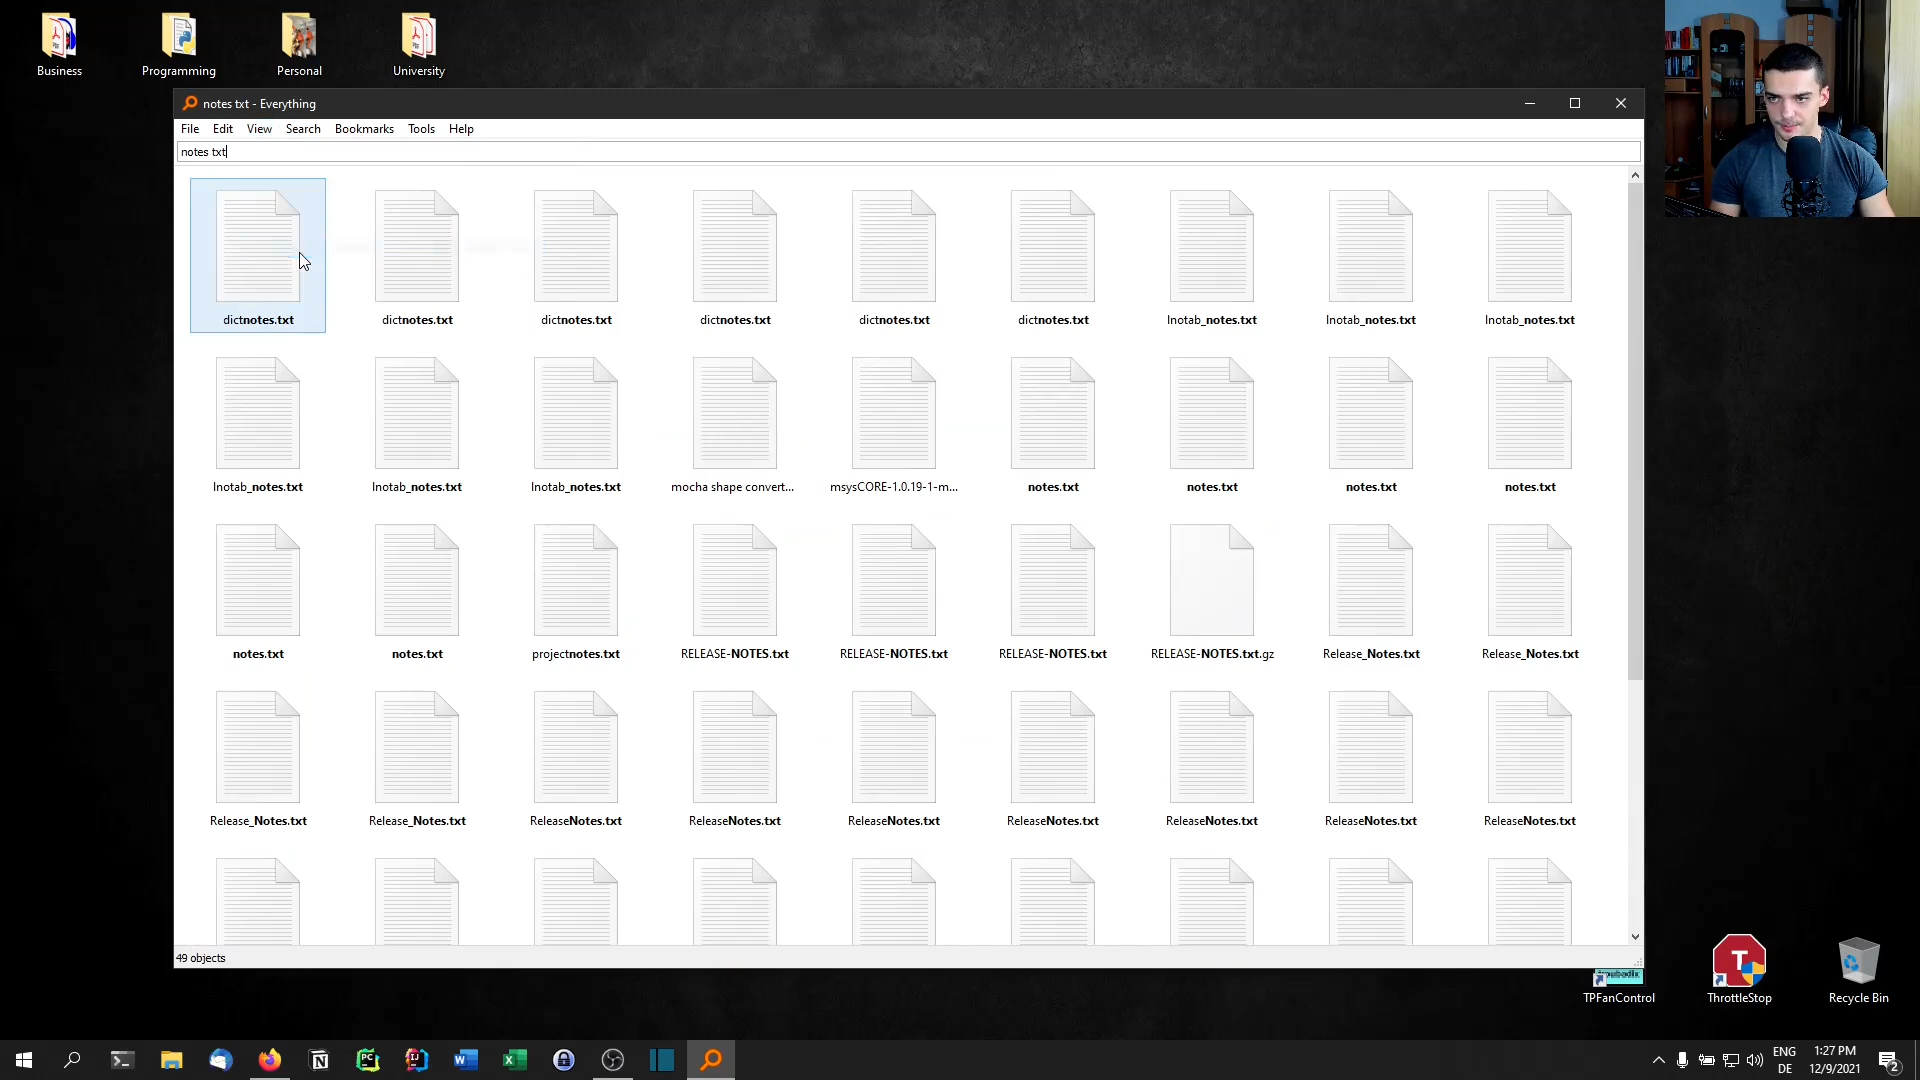 Business
Programming
Personal
University
notes txt - Everything
File Edit View Search Bookmarks Tools Help
notes txt
dictnotes.txt dictnotes.txt dictnotes.txt dictnotes.txt dictnotes.txt dictnotes.txt lnotab_notes.txt lnotab_notes.txt lnotab_notes.txt
lnotab_notes.txt lnotab_notes.txt lnotab_notes.txt mocha shape convert... msysCORE-1.0.19-1-m... notes.txt notes.txt notes.txt notes.txt
notes.txt notes.txt projectnotes.txt RELEASE-NOTES.txt RELEASE-NOTES.txt RELEASE-NOTES.txt RELEASE-NOTES.txt.gz Release_Notes.txt Release_Notes.txt
Release_Notes.txt Release_Notes.txt ReleaseNotes.txt ReleaseNotes.txt ReleaseNotes.txt ReleaseNotes.txt ReleaseNotes.txt ReleaseNotes.txt ReleaseNotes.txt
49 objects
TPFanControl
T
ThrottleStop
Recycle Bin
ENG
DE
1:27 PM
12/9/2021
2